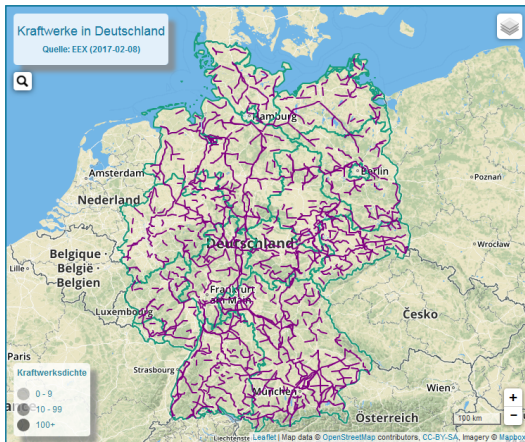 Kraftwerke in Deutschland
Quelle: EEX (2017-02-08)
Hamburg
Berlin
Poznań
Amsterdam
Nederland
Deutschland
Wrocław
Belgique
België
Belgien
Lille
Frankfurt
am Main
Luxembourg
Česko
Paris
Strasbourg
Kraftwerksdichte
0 - 9
10 - 99
100+
München
Wien
Österreich
Liechtenstein
+
−
100 km
Leaflet | Map data © OpenStreetMap contributors, CC-BY-SA, Imagery © Mapbox